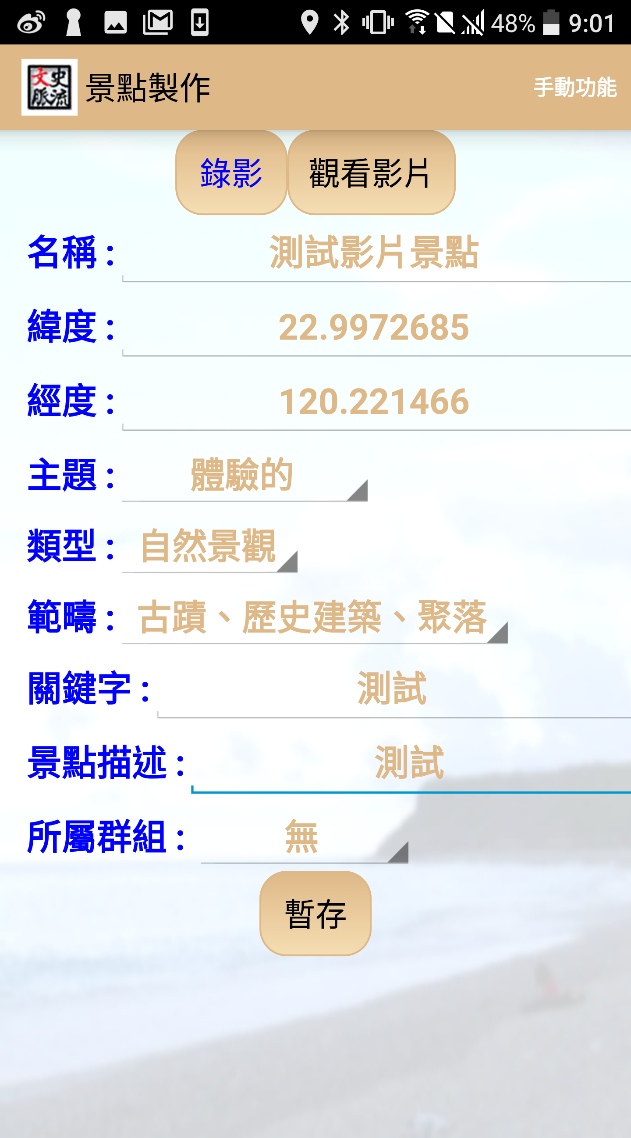 48% 9:01
文史脈流 景點製作 手動功能
錄影 觀看影片
名稱 : 測試影片景點
緯度 : 22.9972685
經度 : 120.221466
主題 : 體驗的
類型 : 自然景觀
範疇 : 古蹟、歷史建築、聚落
關鍵字 : 測試
景點描述 : 測試
所屬群組 : 無
暫存